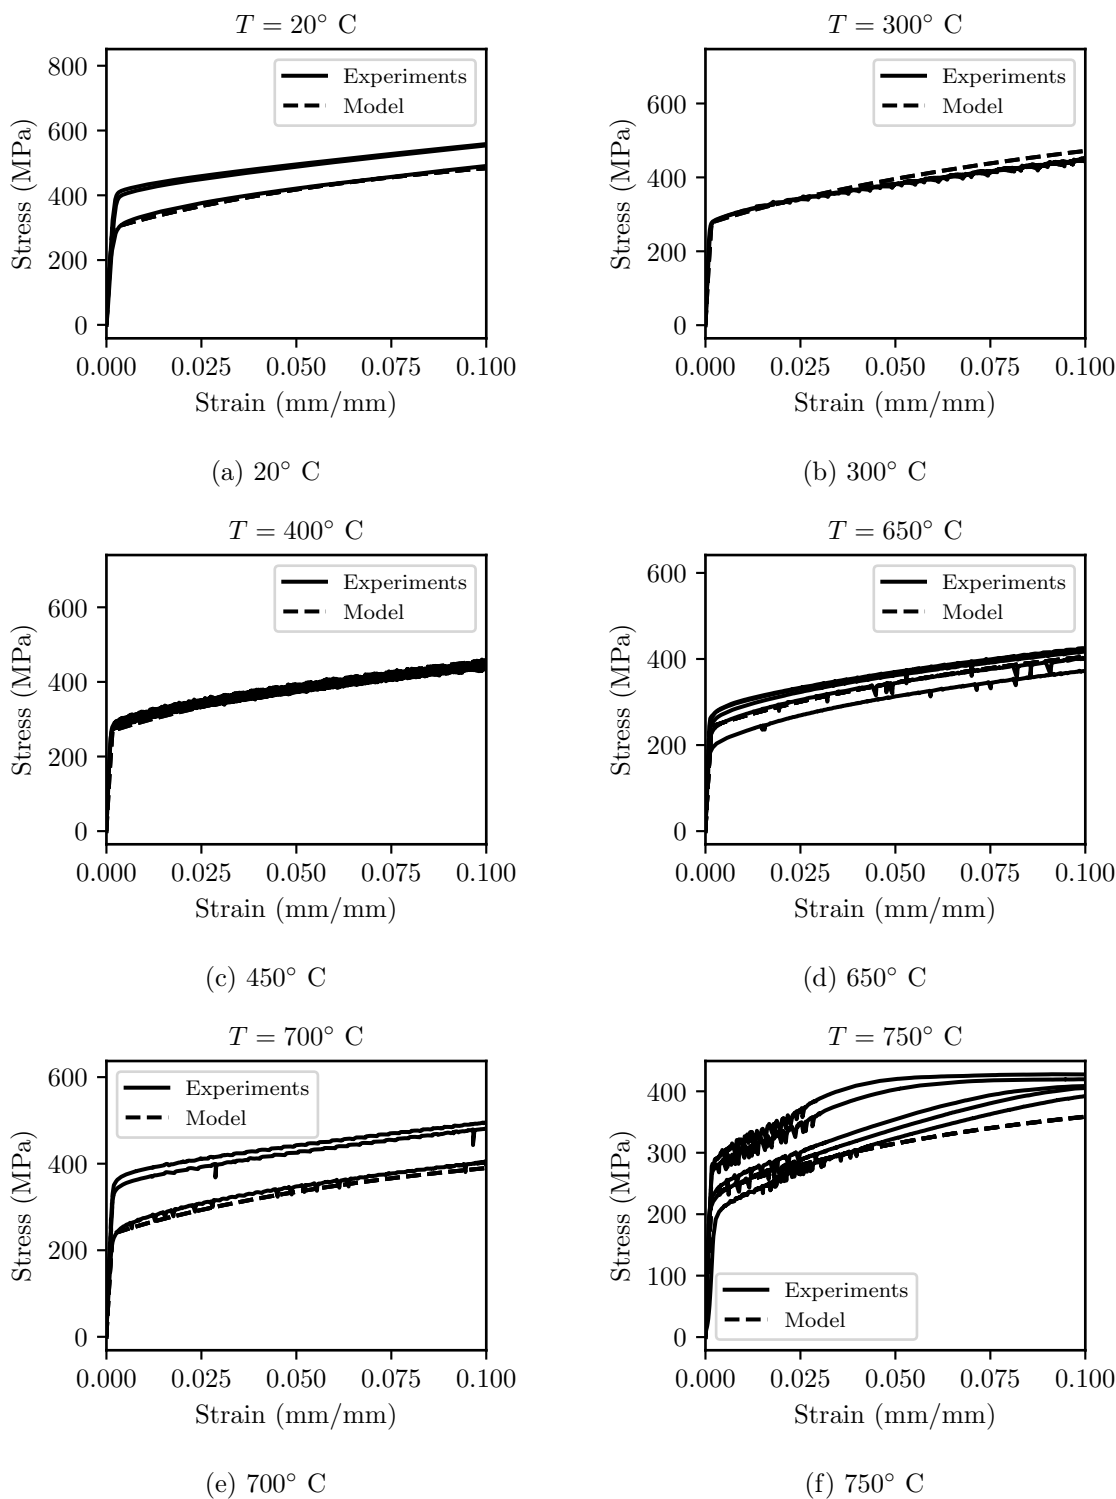 T = 20° C
800
600
400
200
0
Stress (MPa)
Experiments
Model
0.000 0.025 0.050 0.075 0.100
Strain (mm/mm)
(a) 20° C
T = 300° C
600
400
200
0
Stress (MPa)
Experiments
Model
0.000 0.025 0.050 0.075 0.100
Strain (mm/mm)
(b) 300° C
T = 400° C
600
400
200
0
Stress (MPa)
Experiments
Model
0.000 0.025 0.050 0.075 0.100
Strain (mm/mm)
(c) 450° C
T = 650° C
600
400
200
0
Stress (MPa)
Experiments
Model
0.000 0.025 0.050 0.075 0.100
Strain (mm/mm)
(d) 650° C
T = 700° C
600
400
200
0
Stress (MPa)
Experiments
Model
0.000 0.025 0.050 0.075 0.100
Strain (mm/mm)
(e) 700° C
T = 750° C
400
300
200
100
0
Stress (MPa)
Experiments
Model
0.000 0.025 0.050 0.075 0.100
Strain (mm/mm)
(f) 750° C